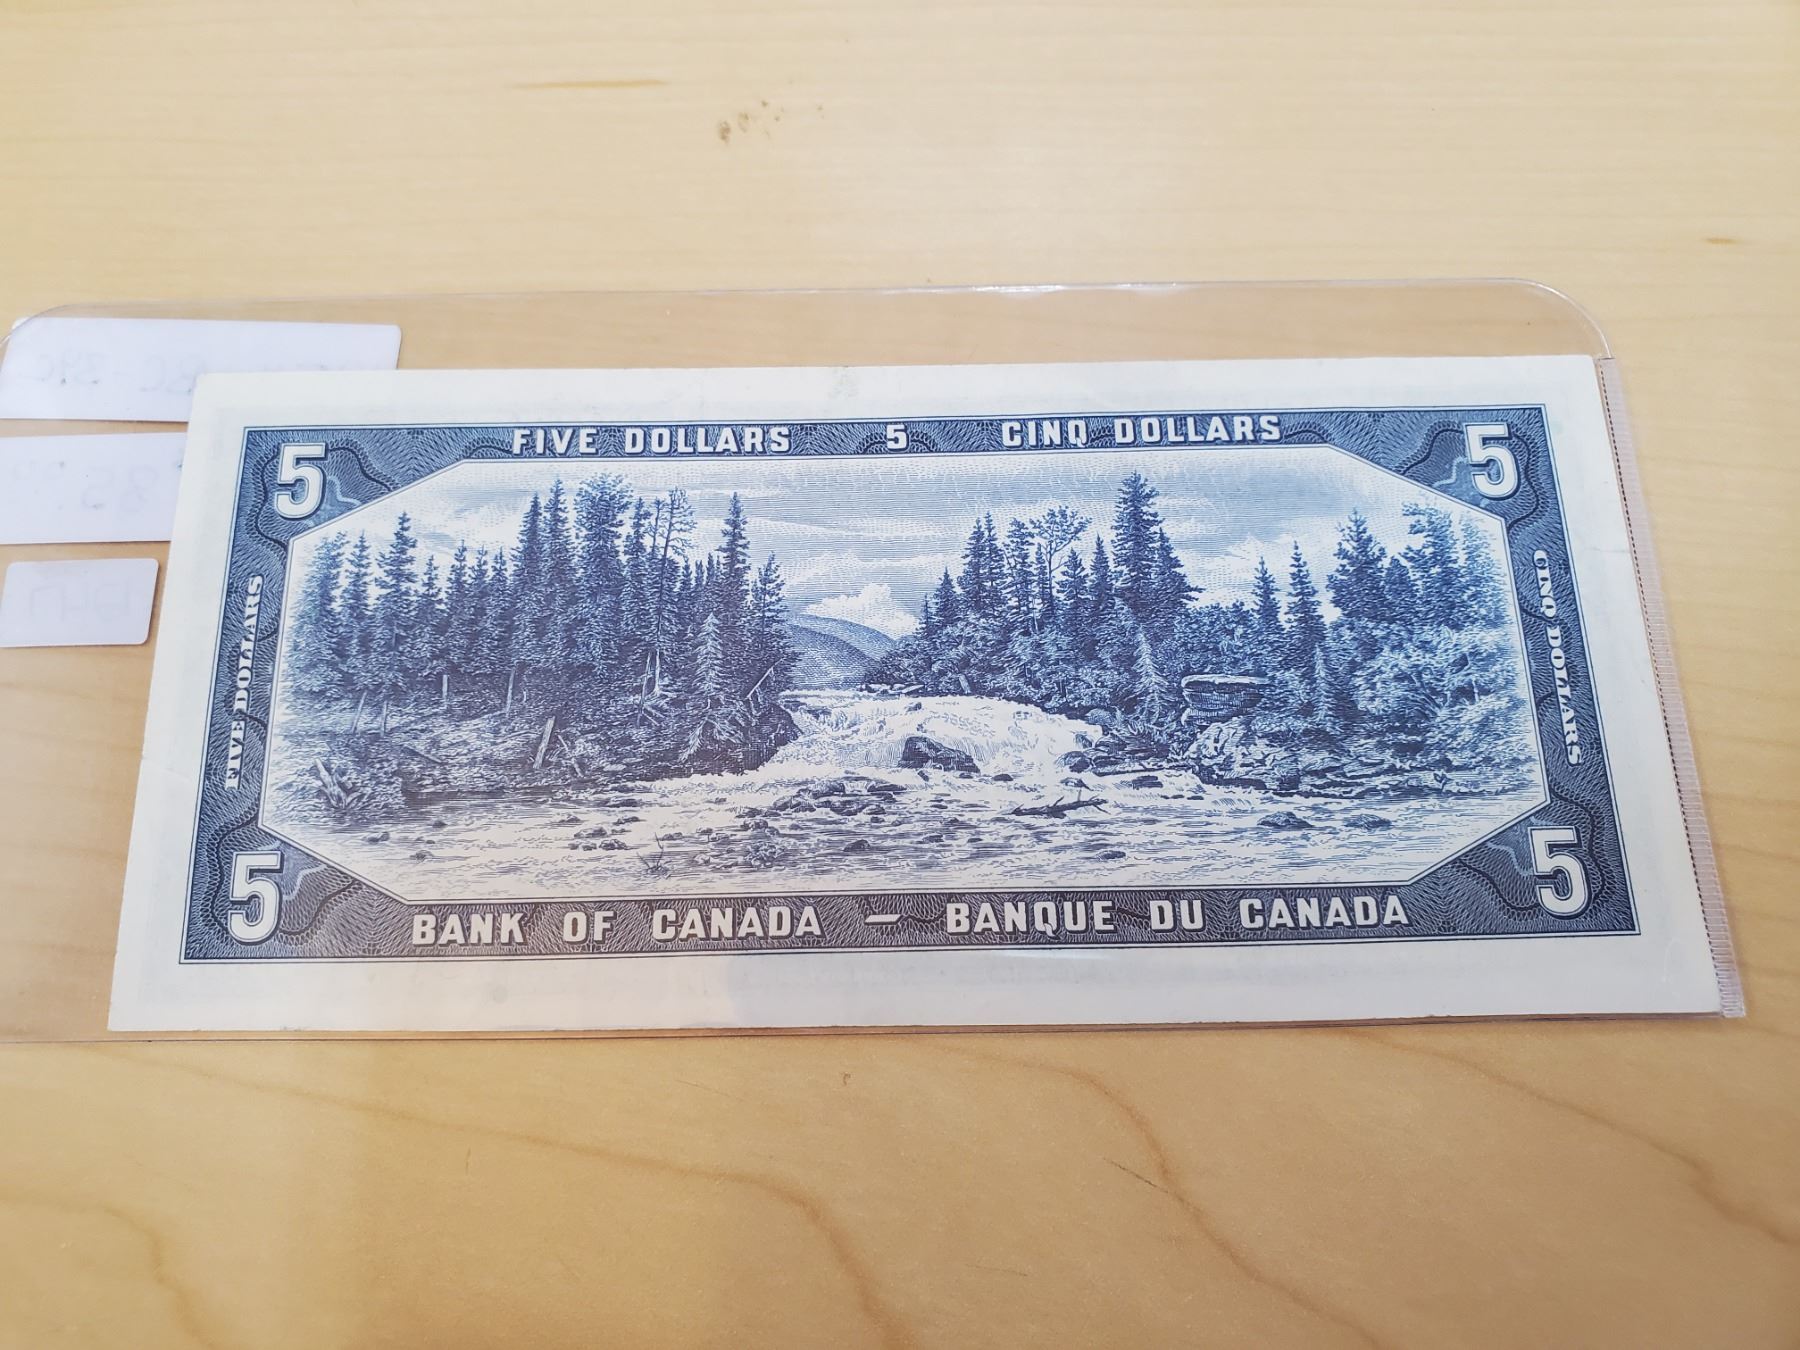 FIVE DOLLARS 5 CINQ DOLLARS
5 5
FIVE DOLLARS
CINQ DOLLARS
5 5
BANK OF CANADA – BANQUE DU CANADA